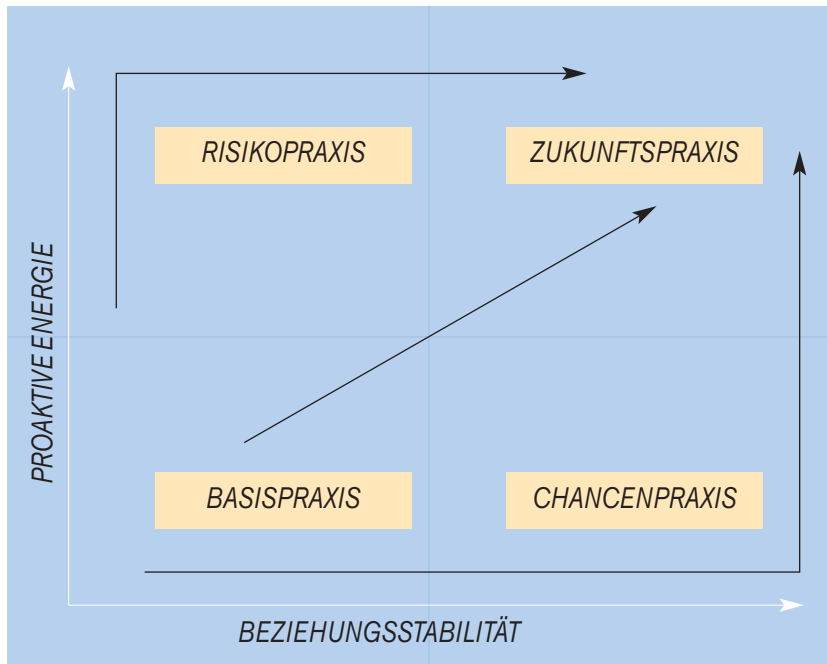 RISIKOPRAXIS
ZUKUNFTSPRAXIS
PROAKTIVE ENERGIE
BASISPRAXIS
CHANCENPRAXIS
BEZIEHUNGSSTABILITÄT